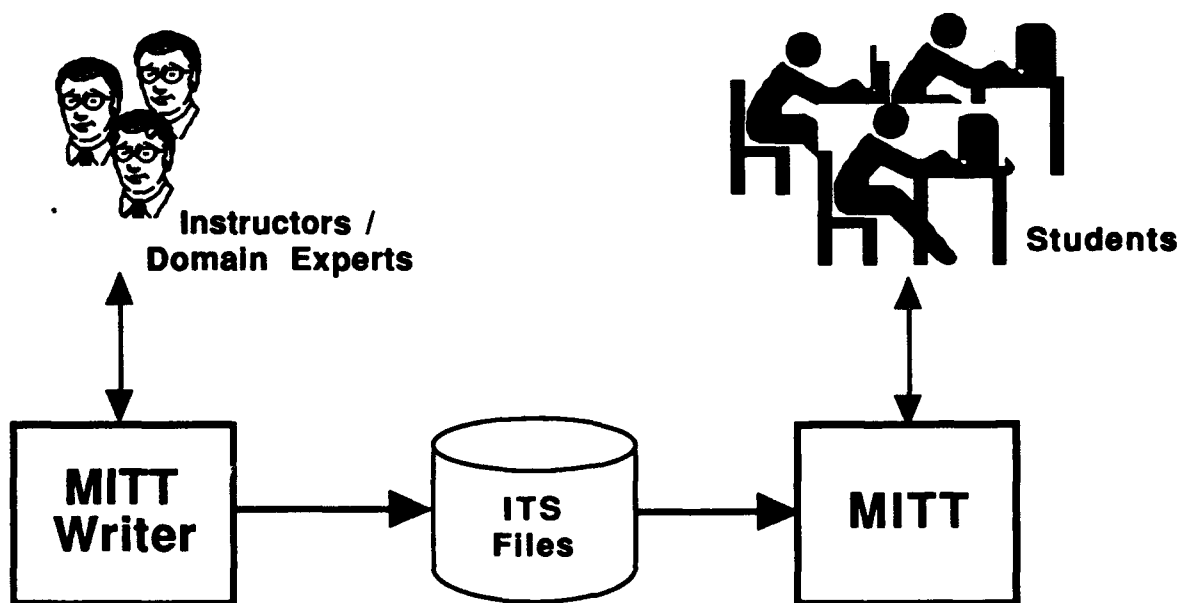 Instructors /
Domain Experts
Students
MITT
Writer
ITS
Files
MITT